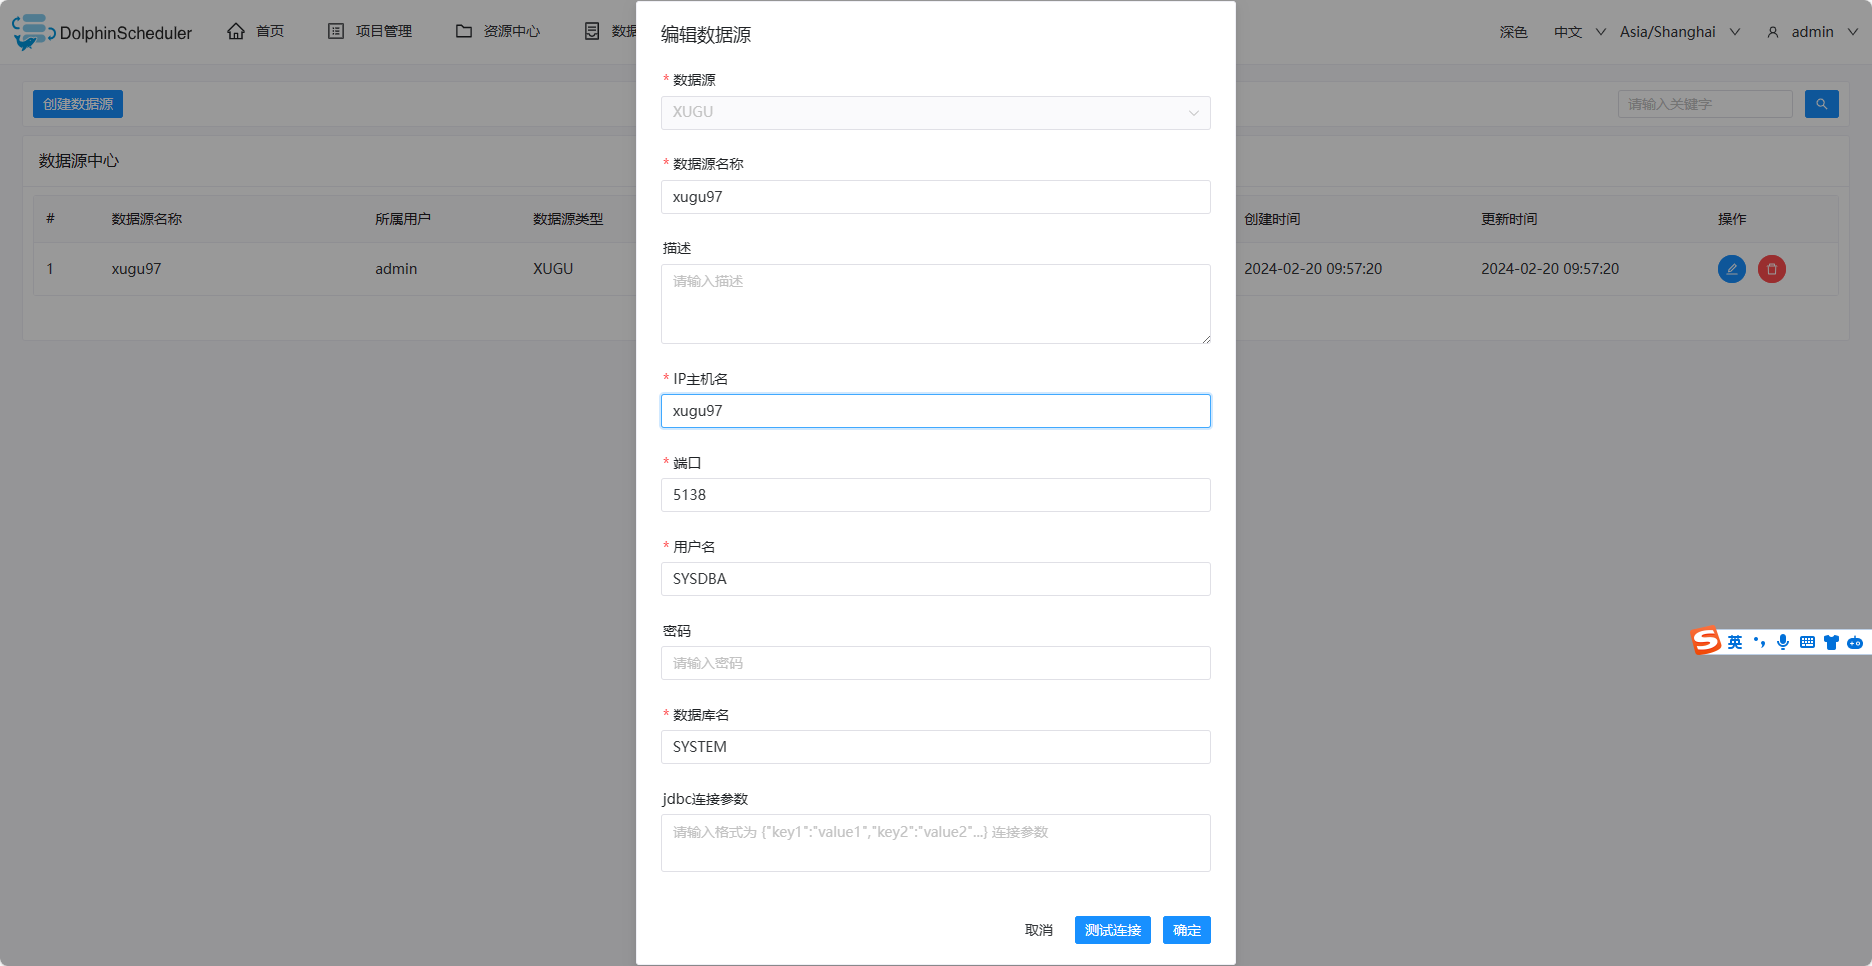 DolphinScheduler 首页 项目管理 资源中心 数据
深色 中文 Asia/Shanghai admin
创建数据源
请输入关键字
数据源中心
# 数据源名称 所属用户 数据源类型 创建时间 更新时间 操作
1 xugu97 admin XUGU 2024-02-20 09:57:20 2024-02-20 09:57:20
编辑数据源
* 数据源
XUGU
* 数据源名称
xugu97
描述
请输入描述
* IP主机名
xugu97
* 端口
5138
* 用户名
SYSDBA
密码
请输入密码
* 数据库名
SYSTEM
jdbc连接参数
请输入格式为 {"key1":"value1","key2":"value2"...} 连接参数
取消 测试连接 确定
S 英